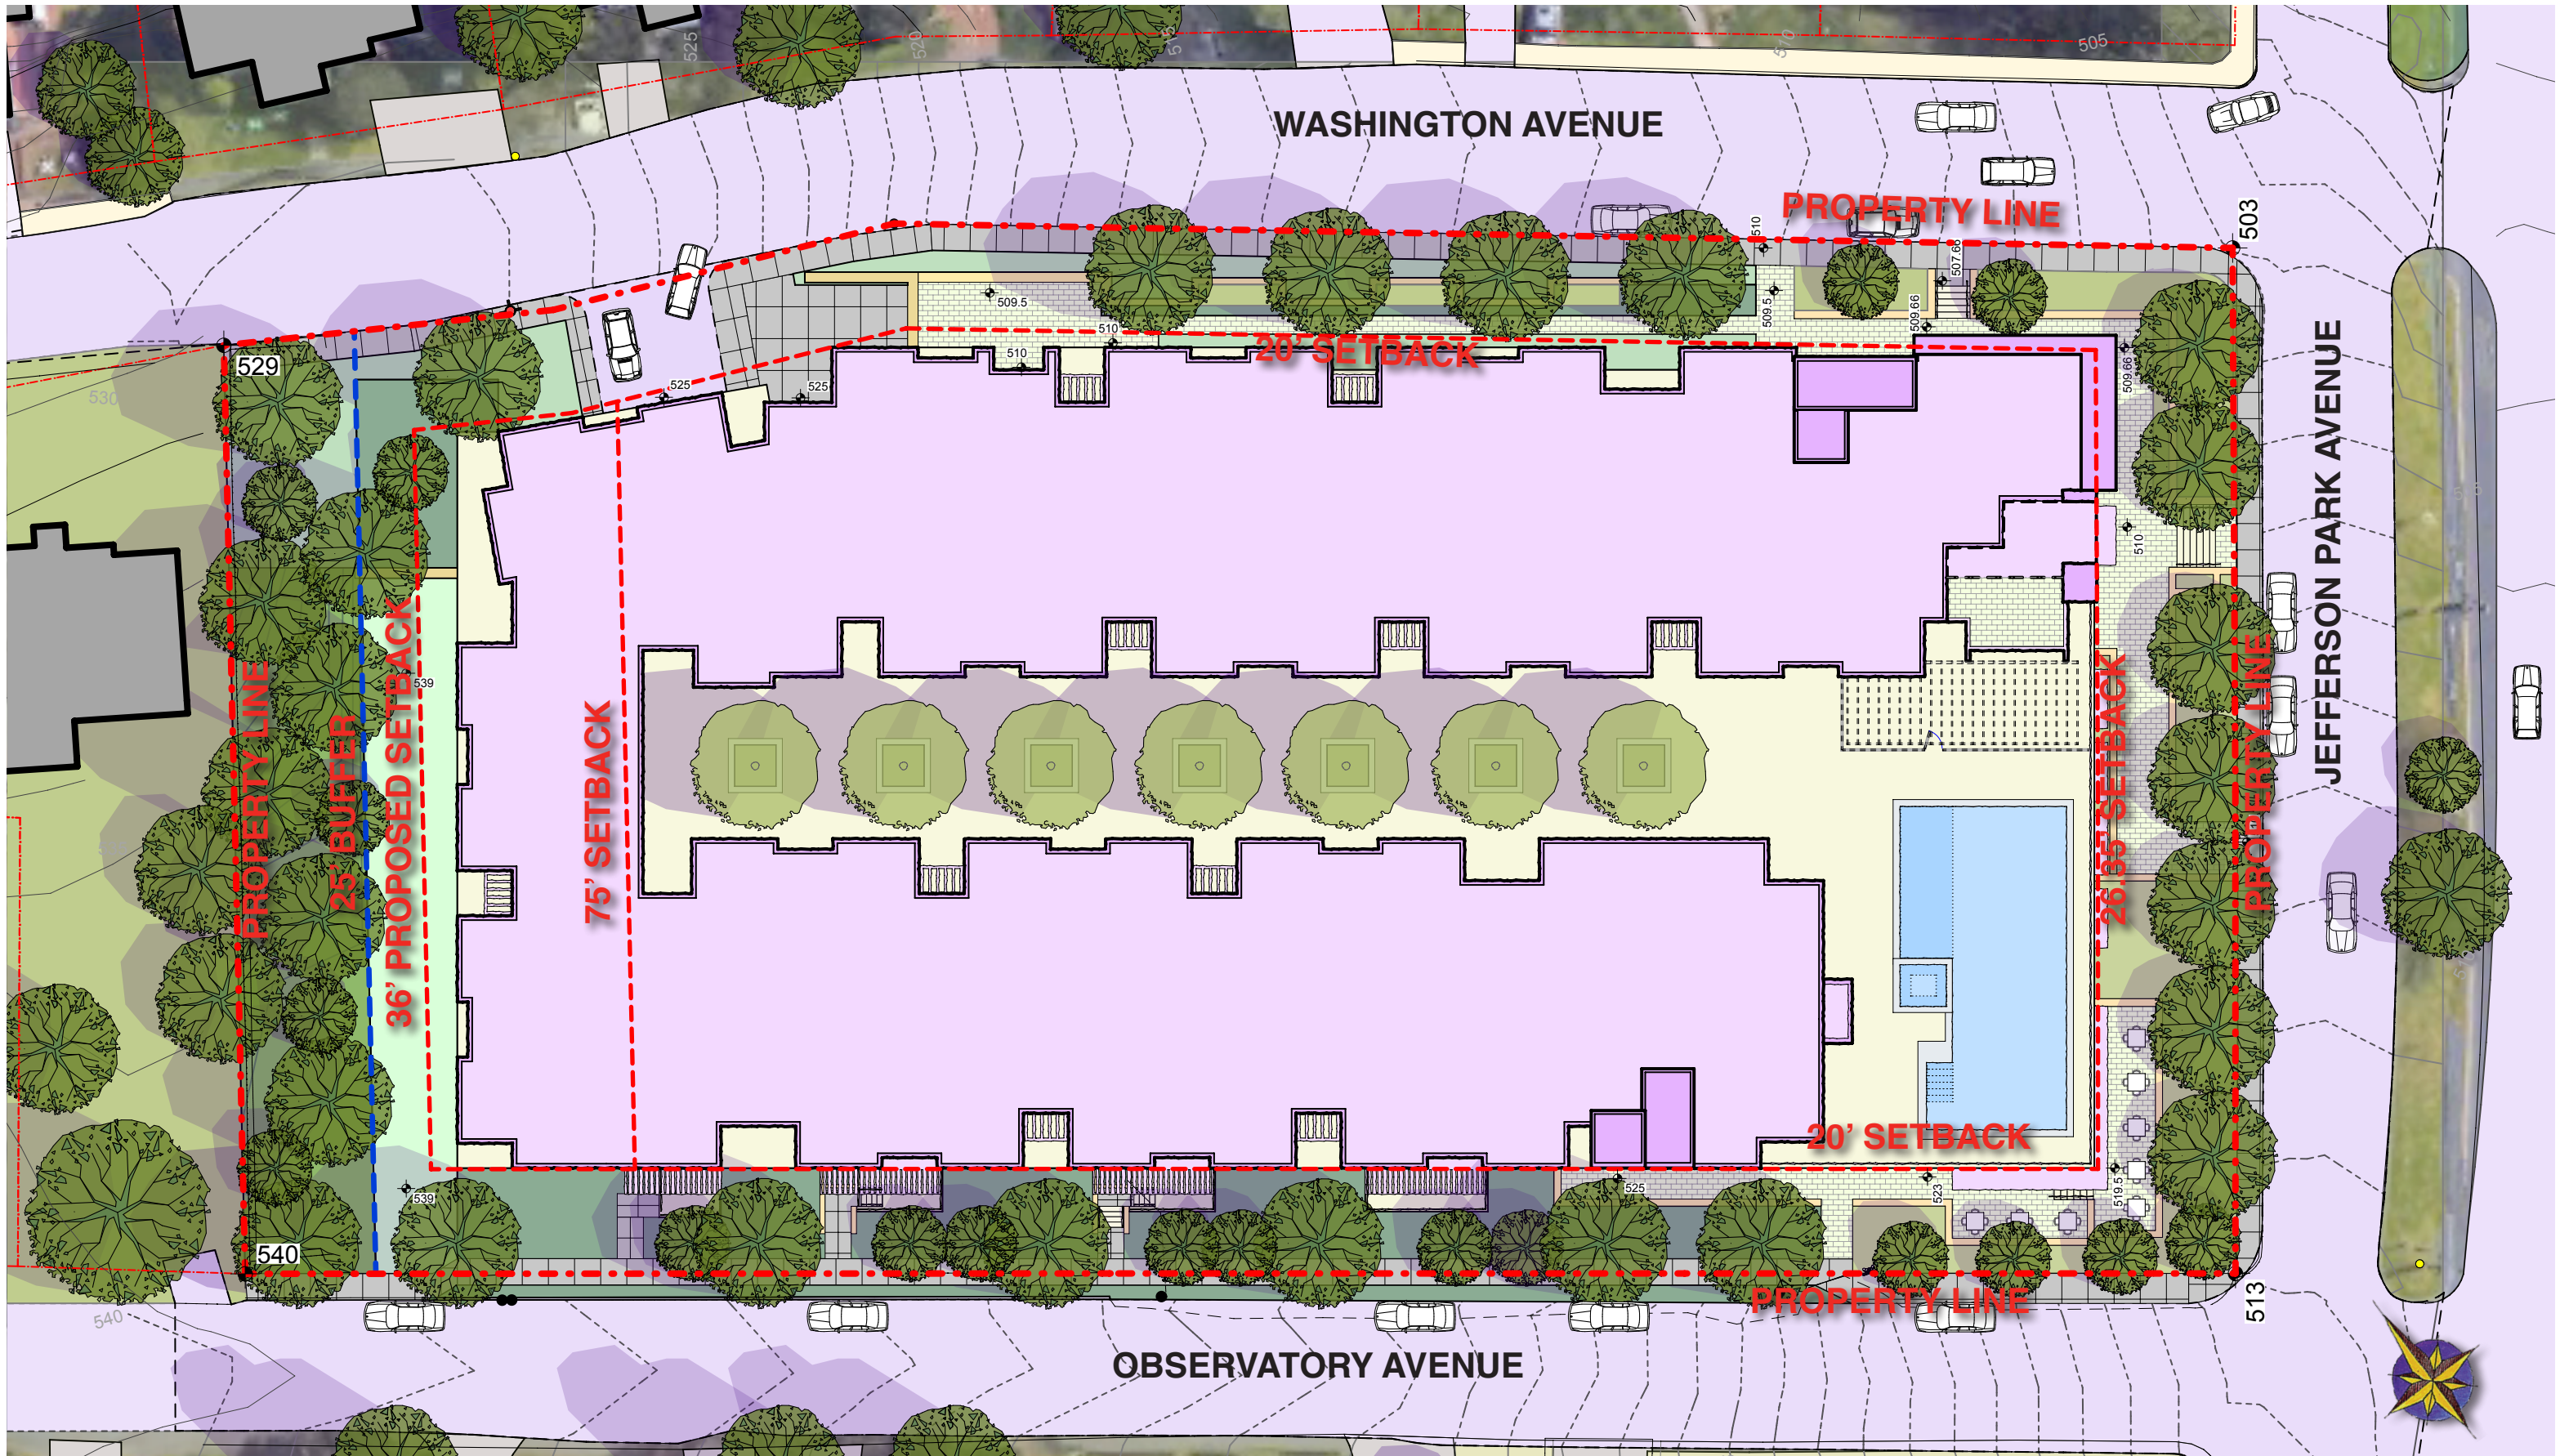 525
520
510
505
WASHINGTON AVENUE
PROPERTY LINE
503
510
507.66
509.5
509.5
509.66
510
510
20' SETBACK
529
530
525
525
509.66
510
JEFFERSON PARK AVENUE
PROPERTY LINE
25' BUFFER
36' PROPOSED SETBACK
539
75' SETBACK
26.35' SETBACK
PROPERTY LINE
20' SETBACK
539
525
523
519.5
540
540
PROPERTY LINE
513
OBSERVATORY AVENUE